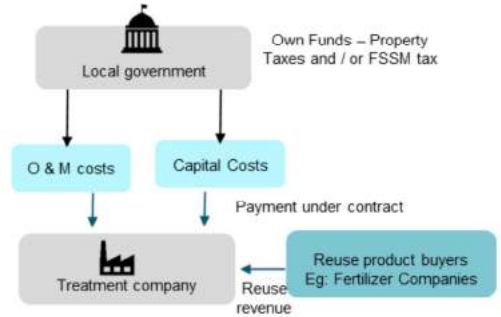 Own Funds – Property
Taxes and / or FSSM tax
Local government
O & M costs
Capital Costs
Payment under contract
Reuse product buyers
Eg: Fertilizer Companies
Treatment company
Reuse
revenue